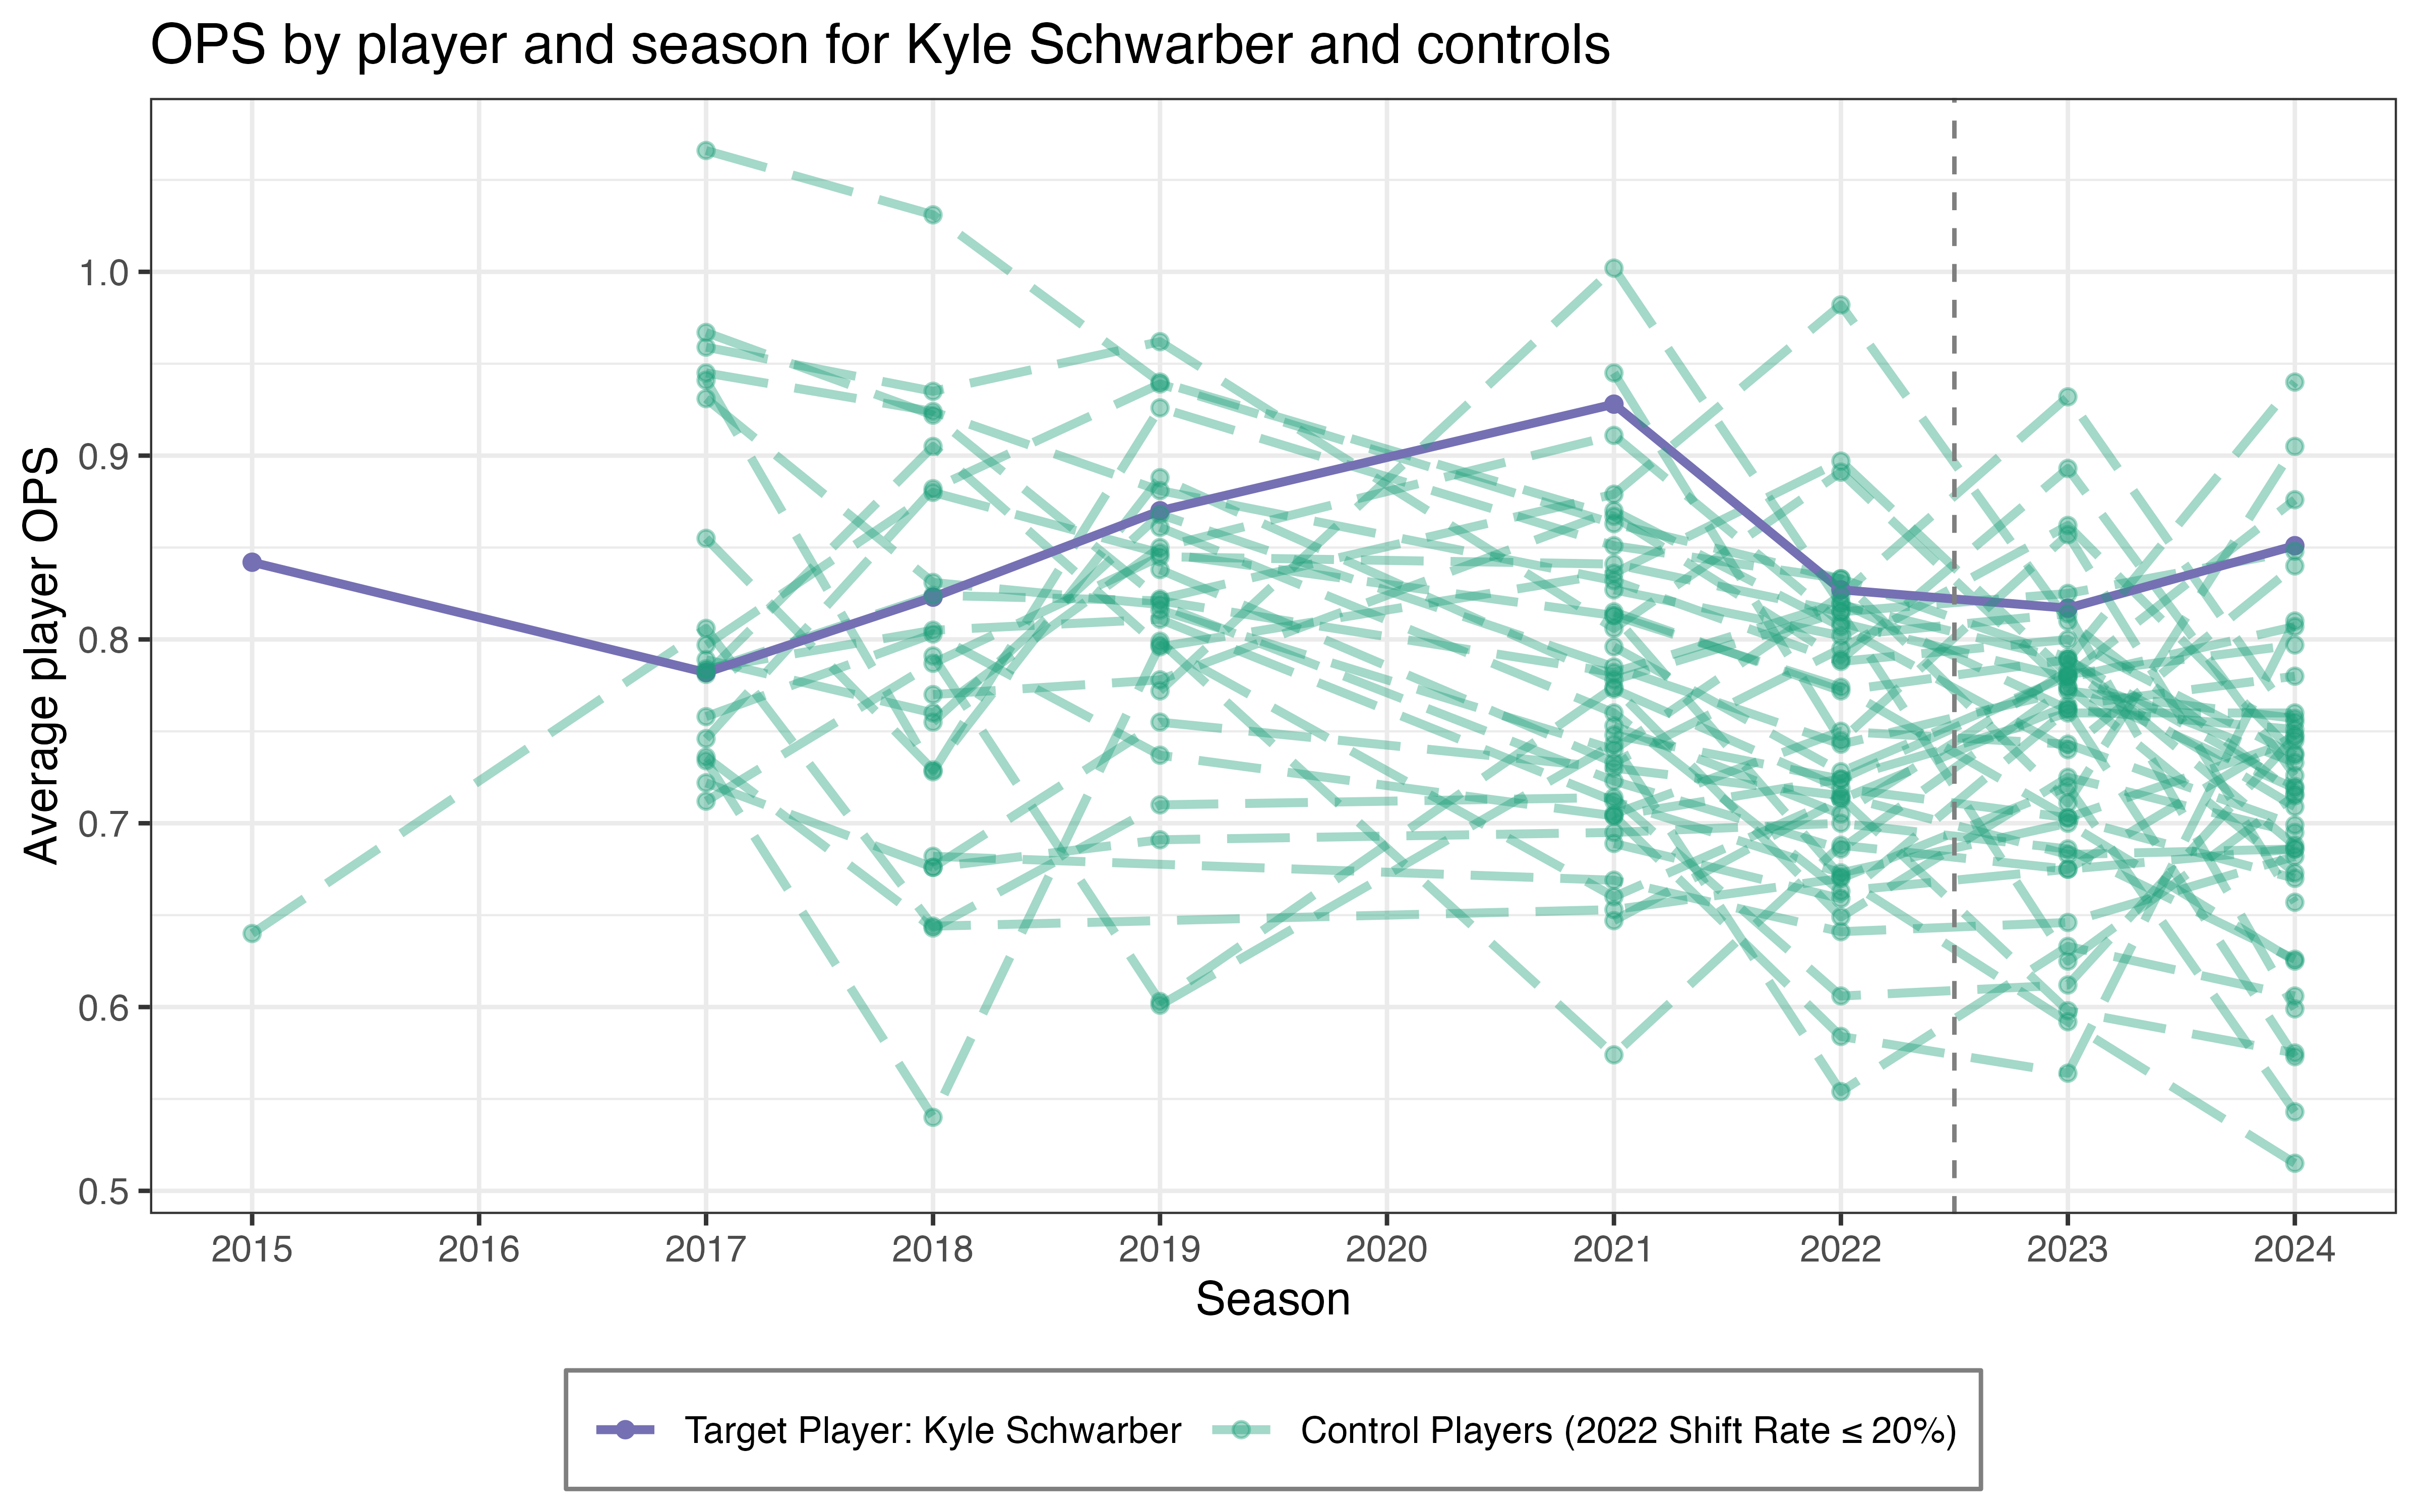 OPS by player and season for Kyle Schwarber and controls
Average player OPS
1.0
0.9
0.8
0.7
0.6
0.5
2015 2016 2017 2018 2019 2020 2021 2022 2023 2024
Season
Target Player: Kyle Schwarber Control Players (2022 Shift Rate ≤ 20%)